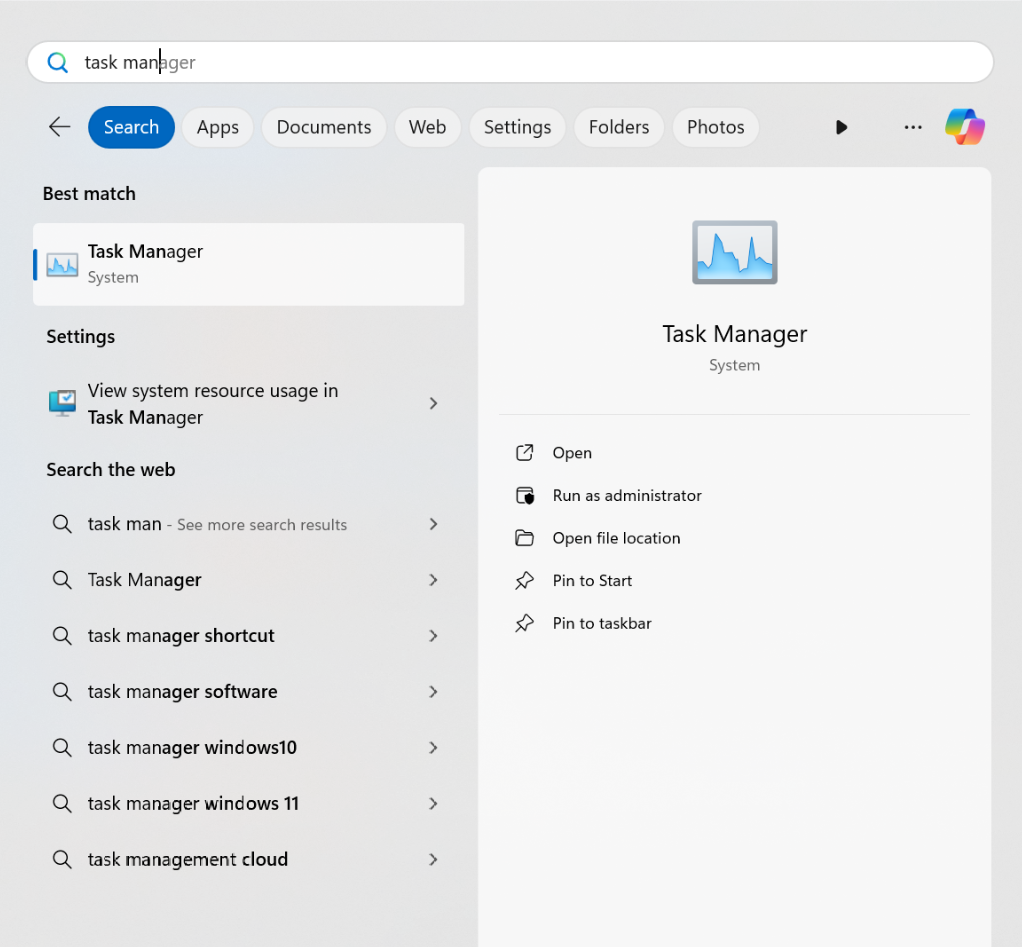 task manager
Search Apps Documents Web Settings Folders Photos
Best match
Task Manager
System
Settings
View system resource usage in
Task Manager
Search the web
task man - See more search results
Task Manager
task manager shortcut
task manager software
task manager windows10
task manager windows 11
task management cloud
Task Manager
System
Open
Run as administrator
Open file location
Pin to Start
Pin to taskbar